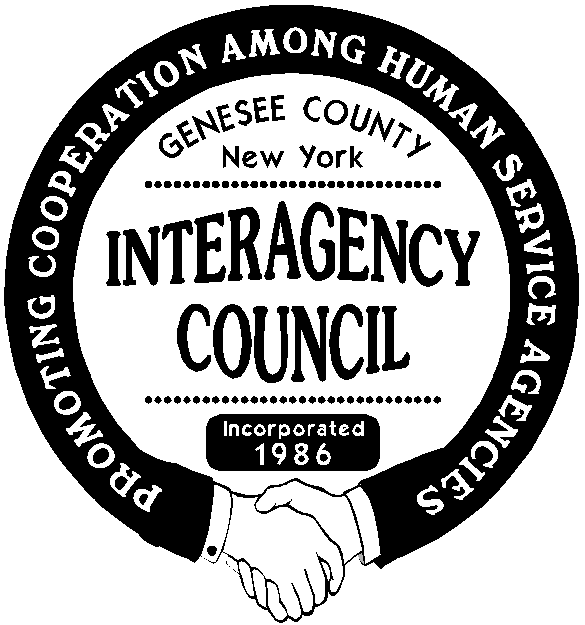 PROMOTING COOPERATION AMONG HUMAN SERVICE AGENCIES
GENESEE COUNTY
New York
INTERAGENCY
COUNCIL
Incorporated
1986